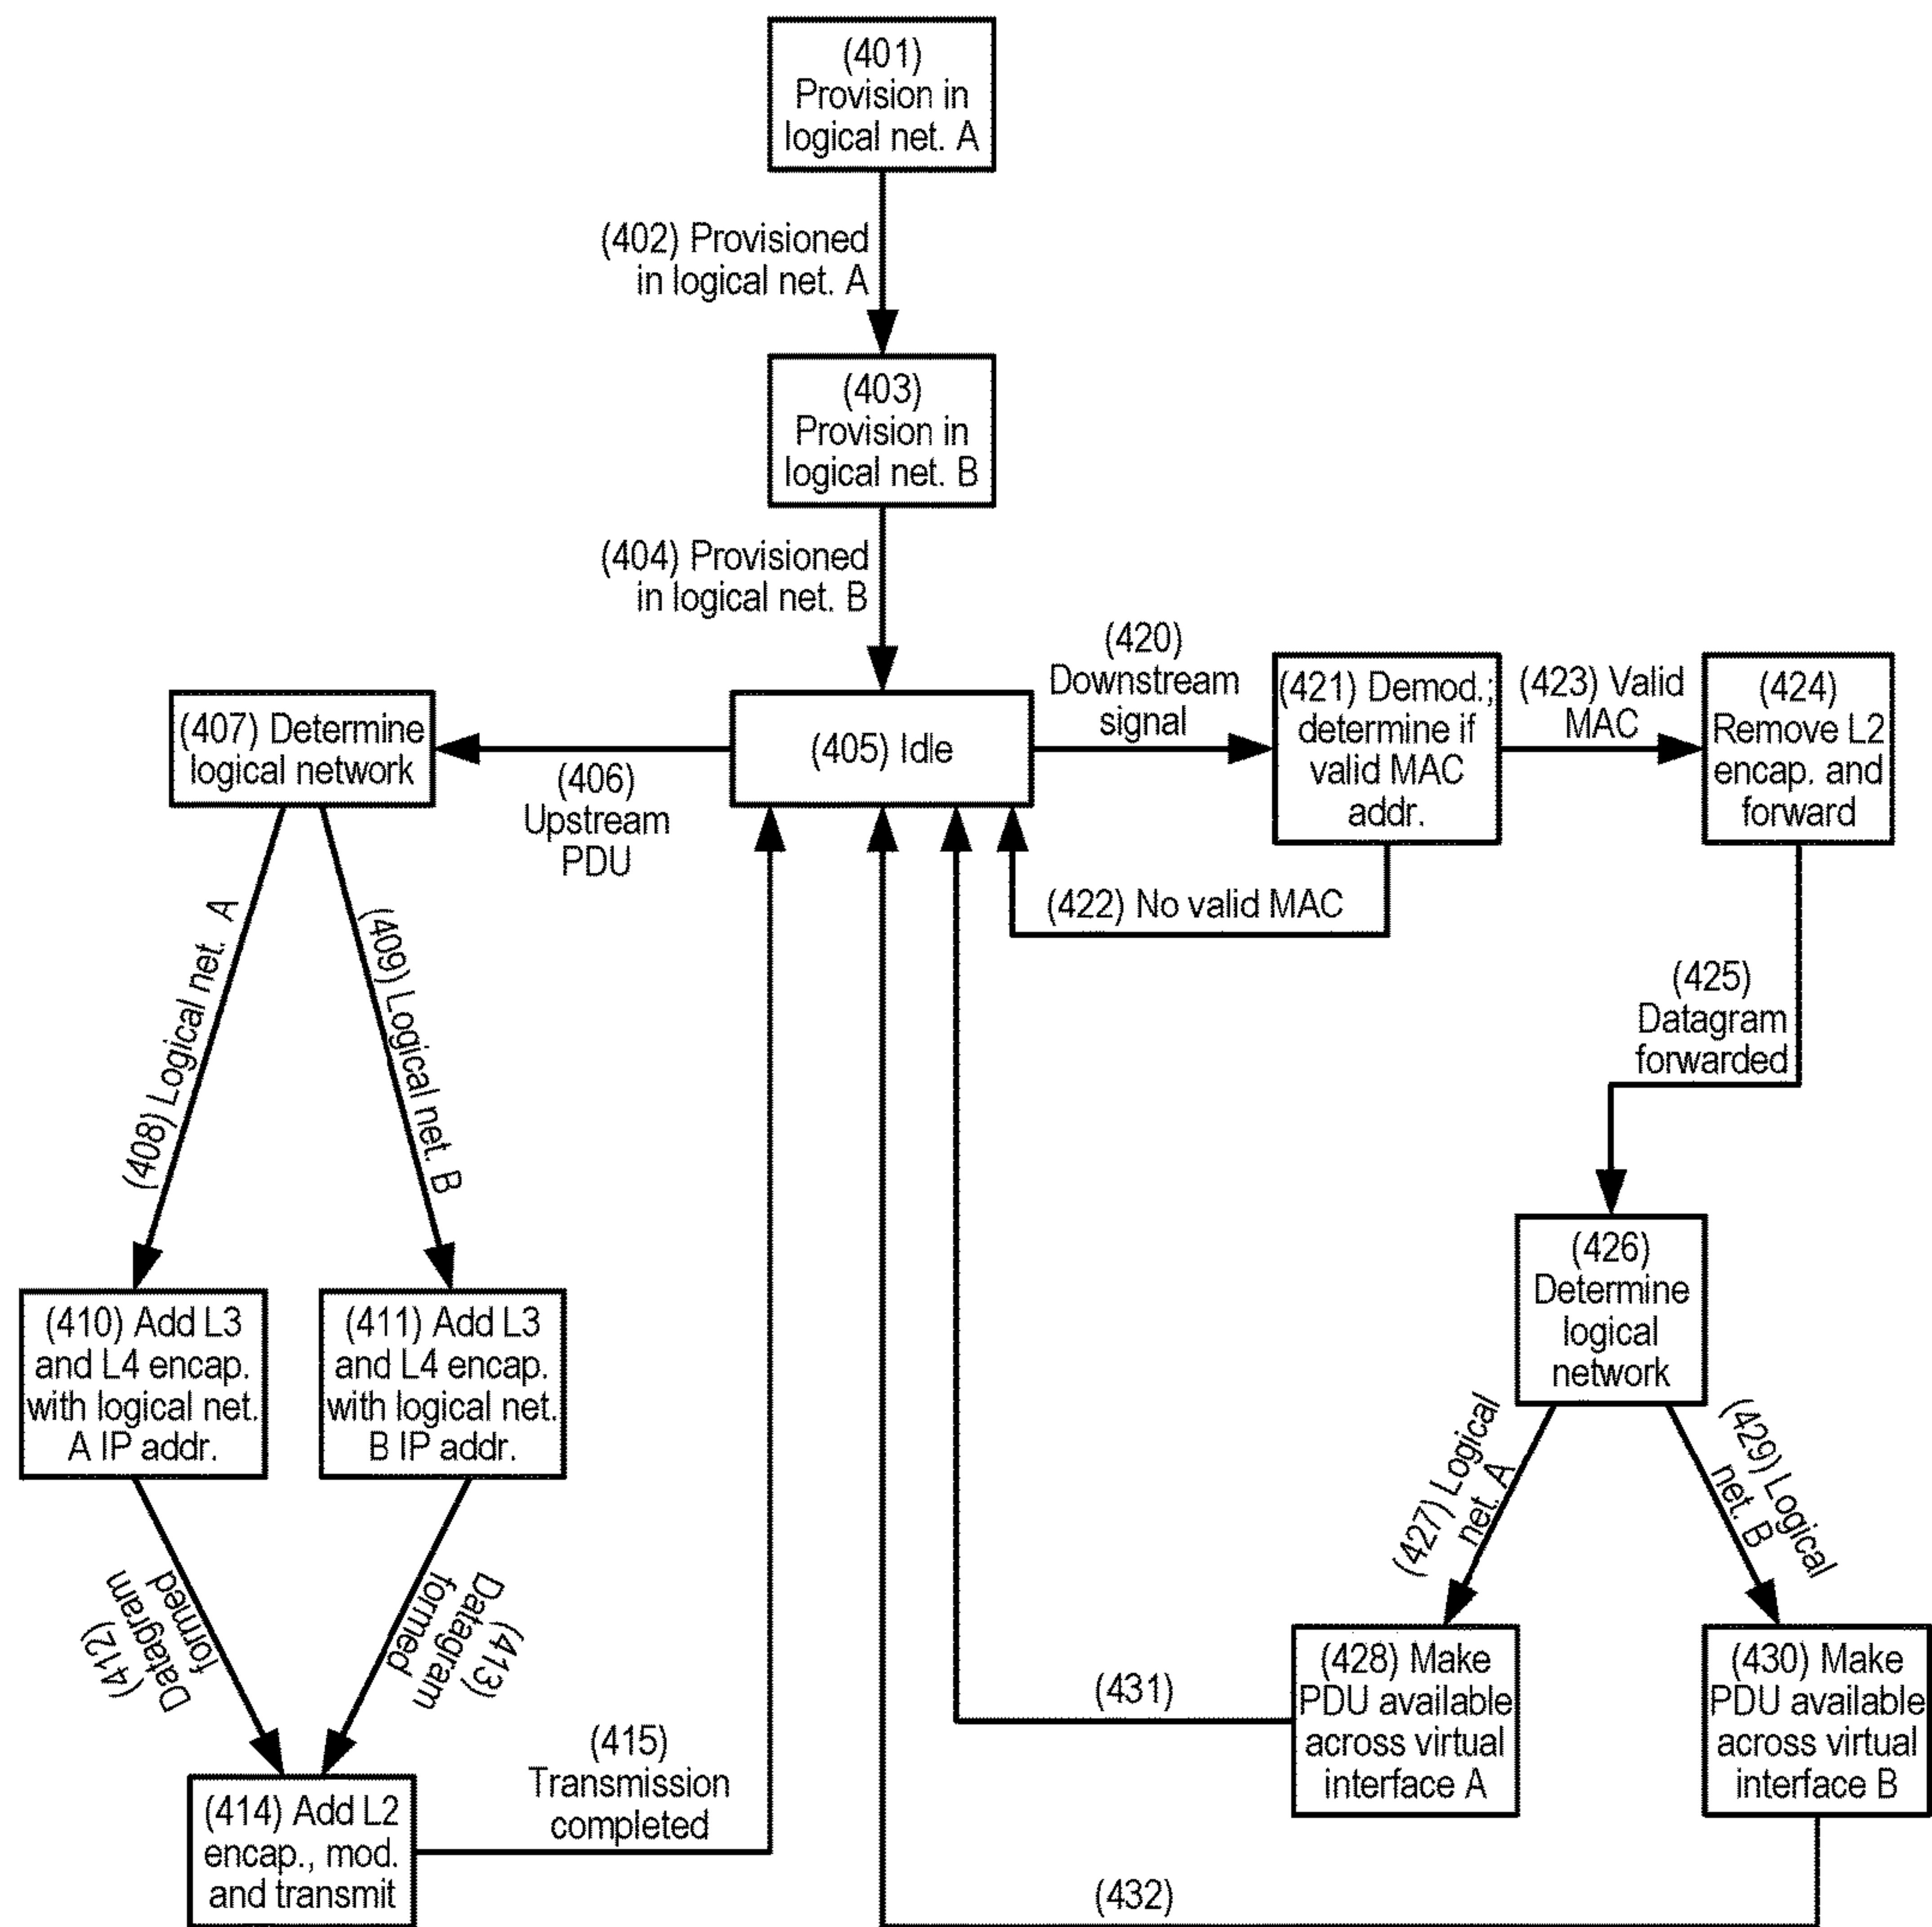 (401)
Provision in
logical net. A
(402) Provisioned
in logical net. A
(403)
Provision in
logical net. B
(404) Provisioned
in logical net. B
(405) Idle
(406)
Upstream
PDU
(407) Determine
logical network
(408) Logical net. A
(409) Logical net. B
(410) Add L3
and L4 encap.
with logical net.
A IP addr.
(411) Add L3
and L4 encap.
with logical net.
B IP addr.
(412)
Datagram
formed
(413)
Datagram
formed
(414) Add L2
encap., mod.
and transmit
(415)
Transmission
completed
(420)
Downstream
signal
(421) Demod.;
determine if
valid MAC
addr.
(422) No valid MAC
(423) Valid
MAC
(424)
Remove L2
encap. and
forward
(425)
Datagram
forwarded
(426)
Determine
logical
network
(427) Logical
net. A
(429) Logical
net. B
(428) Make
PDU available
across virtual
interface A
(430) Make
PDU available
across virtual
interface B
(431)
(432)